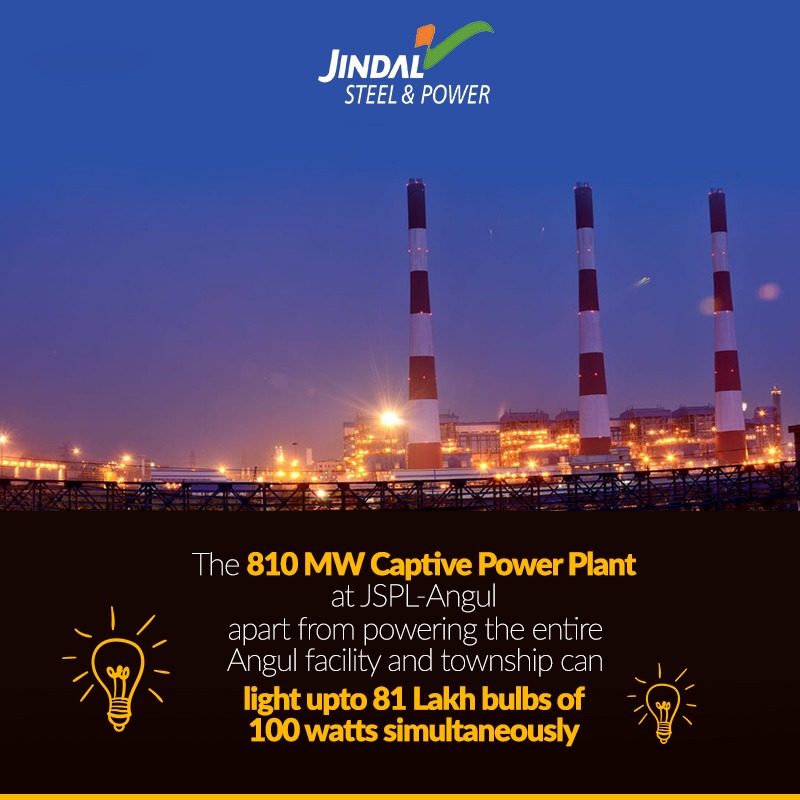 JINDAL
STEEL & POWER
The 810 MW Captive Power Plant
at JSPL-Angul
apart from powering the entire
Angul facility and township can
light upto 81 Lakh bulbs of
100 watts simultaneously